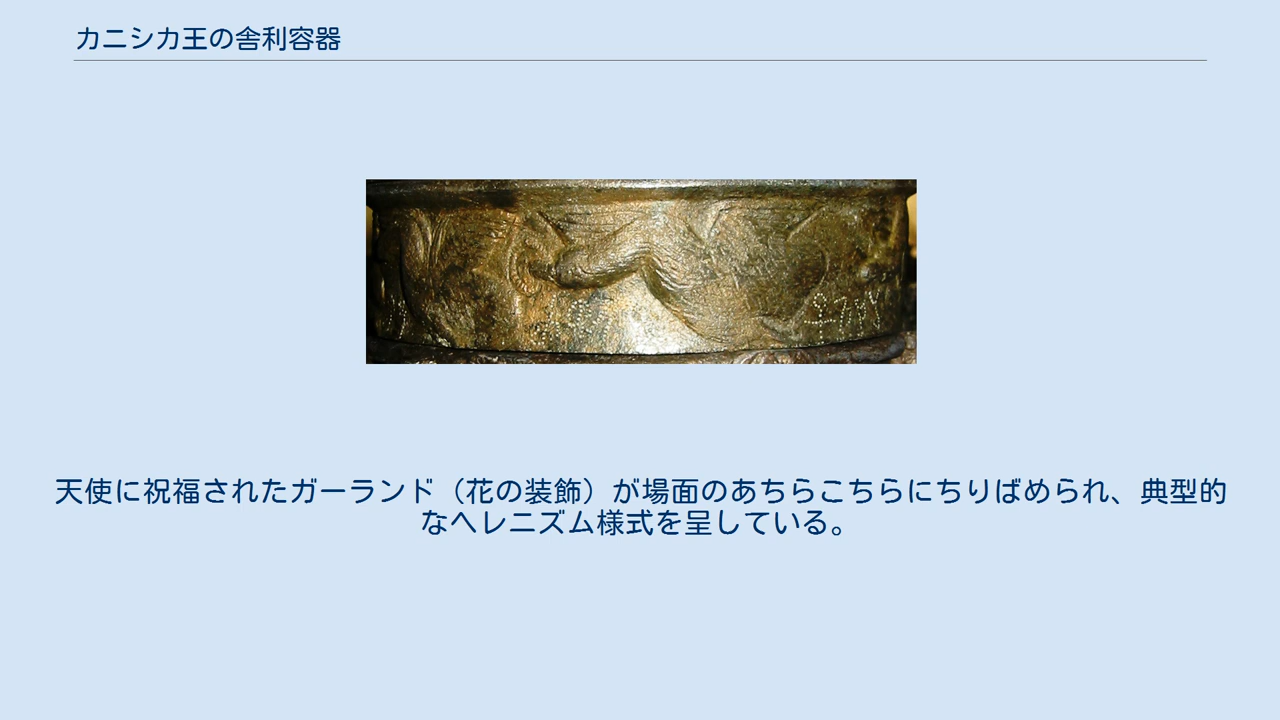 カニシカ王の舎利容器
天使に祝福されたガーランド（花の装飾）が場面のあちらこちらにちりばめられ、典型的
なヘレニズム様式を呈している。